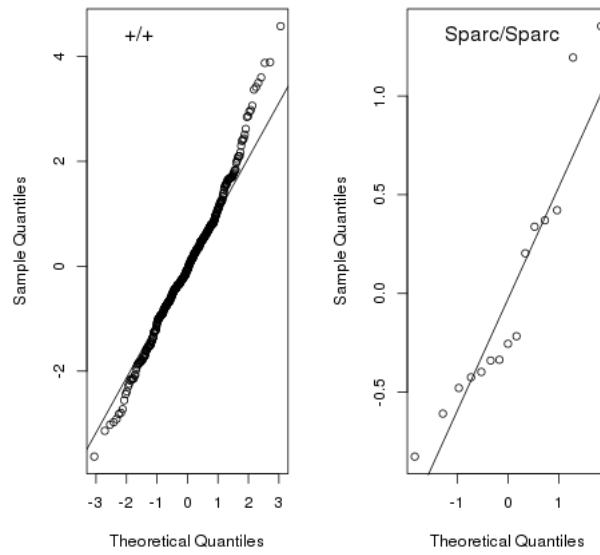 +/+
Sample Quantiles
4
2
0
-2
-3 -2 -1 0 1 2 3
Theoretical Quantiles
Sparc/Sparc
Sample Quantiles
1.0
0.5
0.0
-0.5
-1 0 1
Theoretical Quantiles